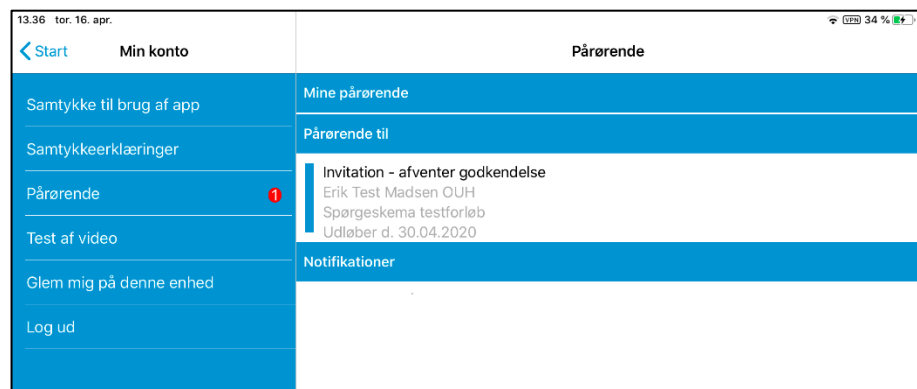 13.36 tor. 16. apr.
VPN 34 %
Start
Min konto
Pårørende
Samtykke til brug af app
Samtykkeerklæringer
Pårørende
1
Test af video
Glem mig på denne enhed
Log ud
Mine pårørende
Pårørende til
Invitation - afventer godkendelse
Erik Test Madsen OUH
Spørgeskema testforløb
Udløber d. 30.04.2020
Notifikationer